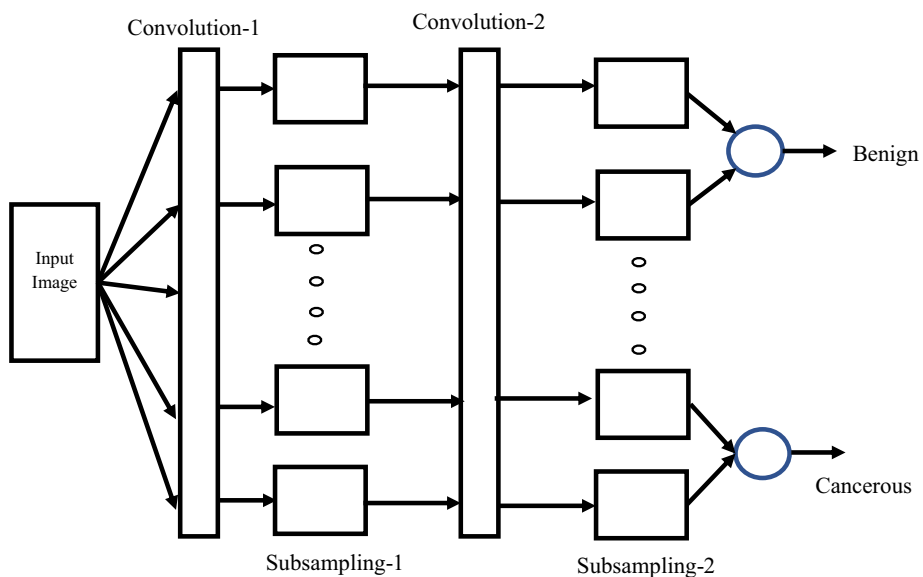 Convolution-1
Convolution-2
Benign
Input
Image
Cancerous
Subsampling-1
Subsampling-2